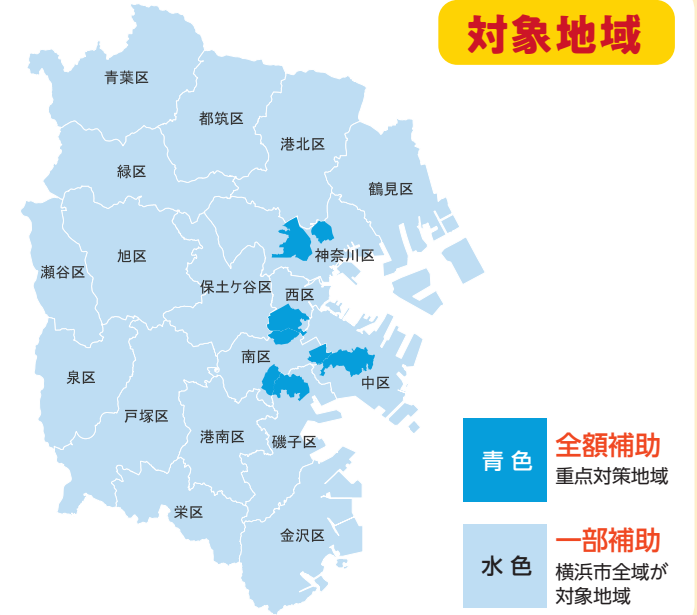 対象地域
青葉区
都筑区
港北区
緑区
鶴見区
旭区
神奈川区
瀬谷区
保土ケ谷区
西区
南区
泉区
中区
戸塚区
港南区
磯子区
栄区
金沢区
青色
全額補助
重点対策地域
水色
一部補助
横浜市全域が
対象地域